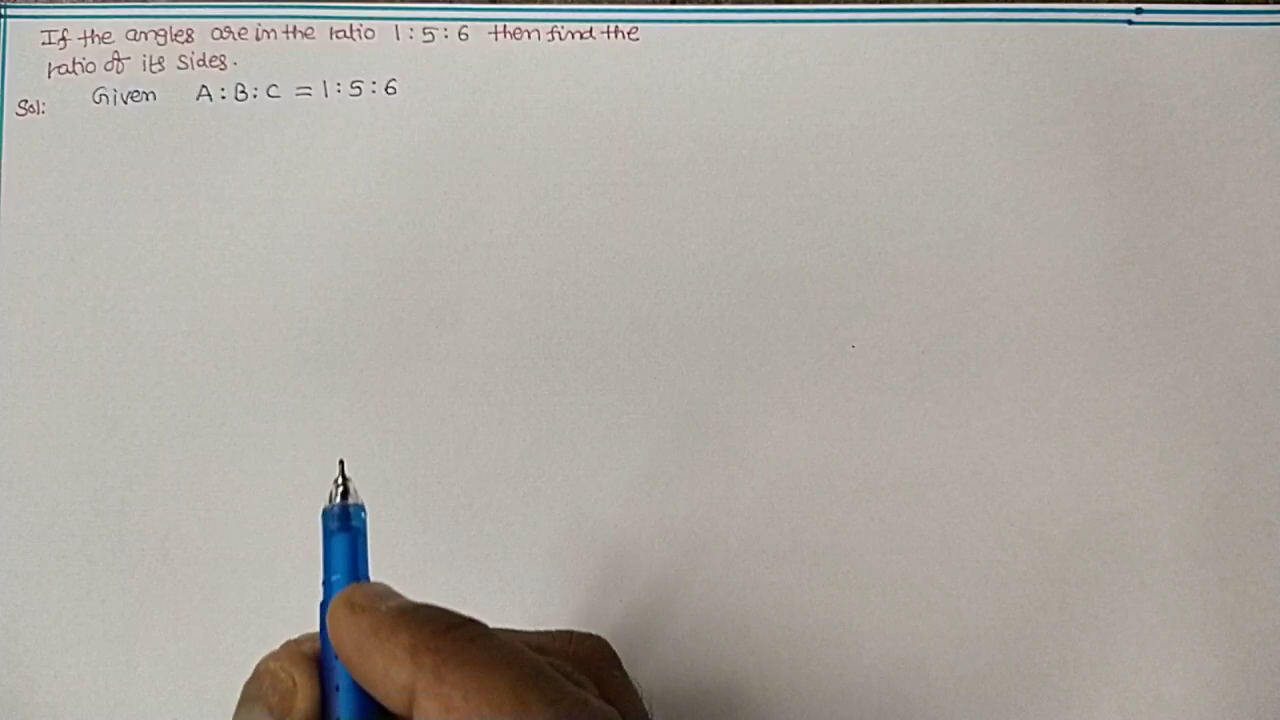 If the angles are in the ratio 1:5:6 then find the
ratio of its sides.
Sol: Given A:B:C = 1:5:6